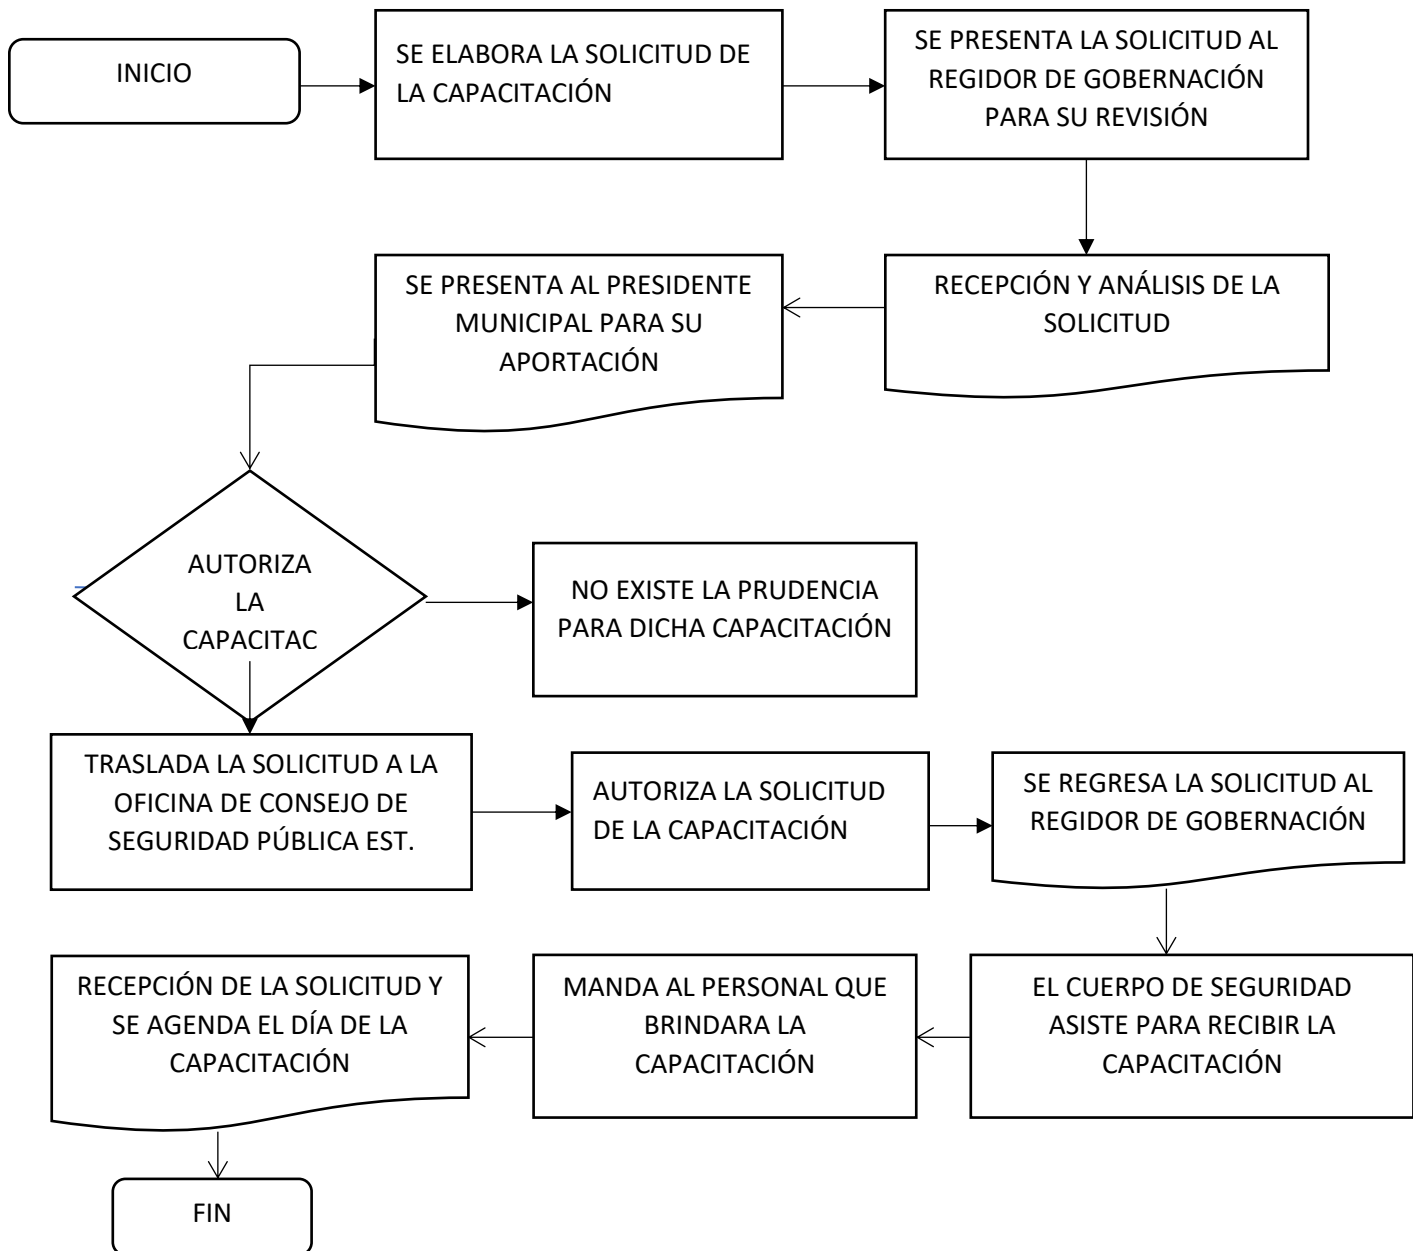 INICIO
SE ELABORA LA SOLICITUD DE
LA CAPACITACIÓN
SE PRESENTA LA SOLICITUD AL
REGIDOR DE GOBERNACIÓN
PARA SU REVISIÓN
RECEPCIÓN Y ANÁLISIS DE LA
SOLICITUD
SE PRESENTA AL PRESIDENTE
MUNICIPAL PARA SU
APORTACIÓN
AUTORIZA
LA
CAPACITAC
NO EXISTE LA PRUDENCIA
PARA DICHA CAPACITACIÓN
TRASLADA LA SOLICITUD A LA
OFICINA DE CONSEJO DE
SEGURIDAD PÚBLICA EST.
AUTORIZA LA SOLICITUD
DE LA CAPACITACIÓN
SE REGRESA LA SOLICITUD AL
REGIDOR DE GOBERNACIÓN
EL CUERPO DE SEGURIDAD
ASISTE PARA RECIBIR LA
CAPACITACIÓN
MANDA AL PERSONAL QUE
BRINDARA LA
CAPACITACIÓN
RECEPCIÓN DE LA SOLICITUD Y
SE AGENDA EL DÍA DE LA
CAPACITACIÓN
FIN